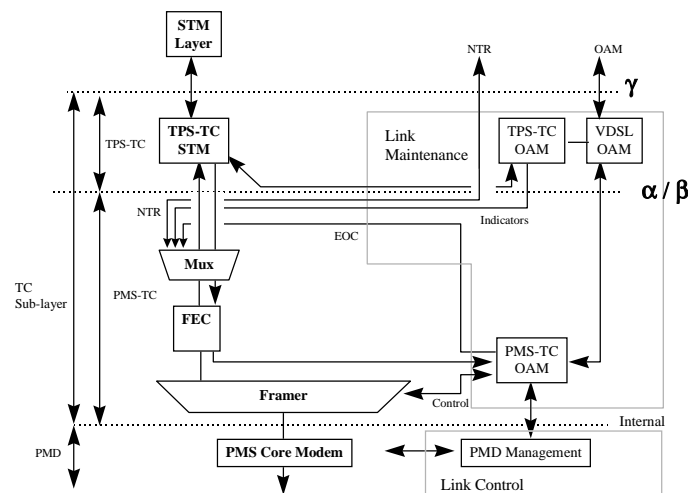 STM
Layer
NTR
OAM
γ
TPS-TC
TPS-TC
STM
Link
Maintenance
TPS-TC
OAM
VDSL
OAM
α / β
NTR
Indicators
EOC
Mux
TC
Sub-layer
PMS-TC
FEC
PMS-TC
OAM
Framer
Control
Internal
PMD
PMS Core Modem
PMD Management
Link Control